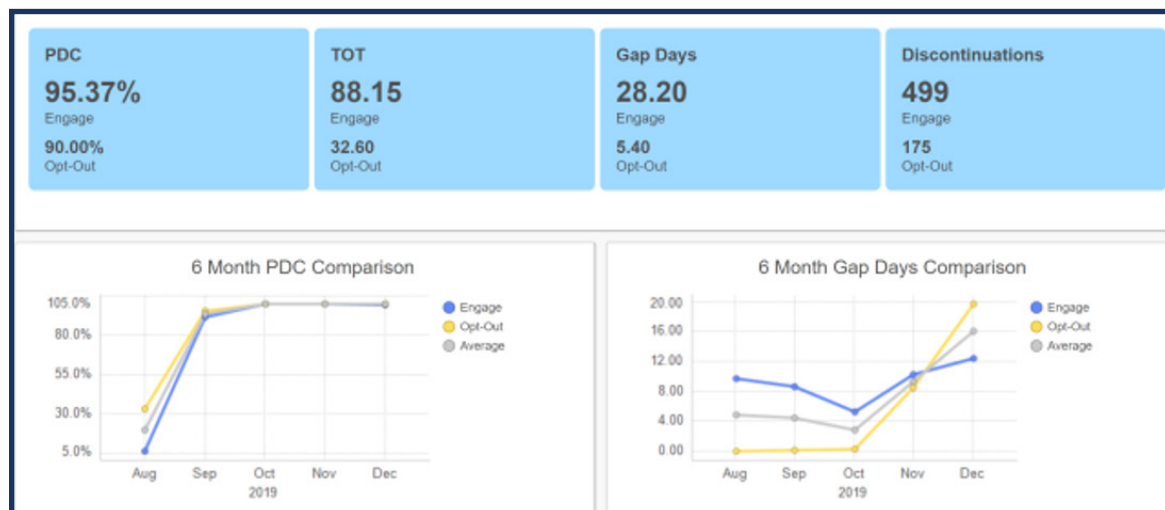 PDC
95.37%
Engage
90.00%
Opt-Out
TOT
88.15
Engage
32.60
Opt-Out
Gap Days
28.20
Engage
5.40
Opt-Out
Discontinuations
499
Engage
175
Opt-Out
6 Month PDC Comparison
105.0%
80.0%
55.0%
30.0%
5.0%
Aug Sep Oct Nov Dec
2019
Engage
Opt-Out
Average
6 Month Gap Days Comparison
20.00
16.00
12.00
8.00
4.00
0.00
Aug Sep Oct Nov Dec
2019
Engage
Opt-Out
Average